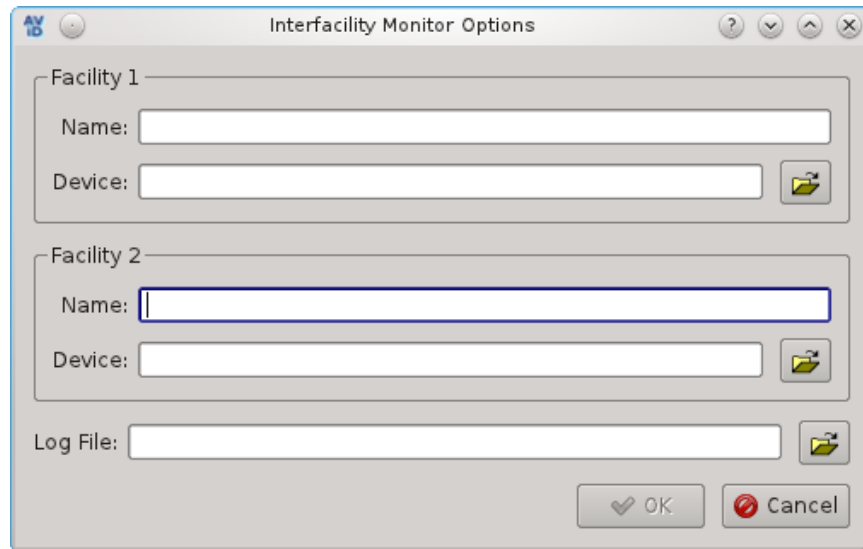 AV
ID
Interfacility Monitor Options
?
Facility 1
Name:
Device:
Facility 2
Name:
Device:
Log File:
OK
Cancel